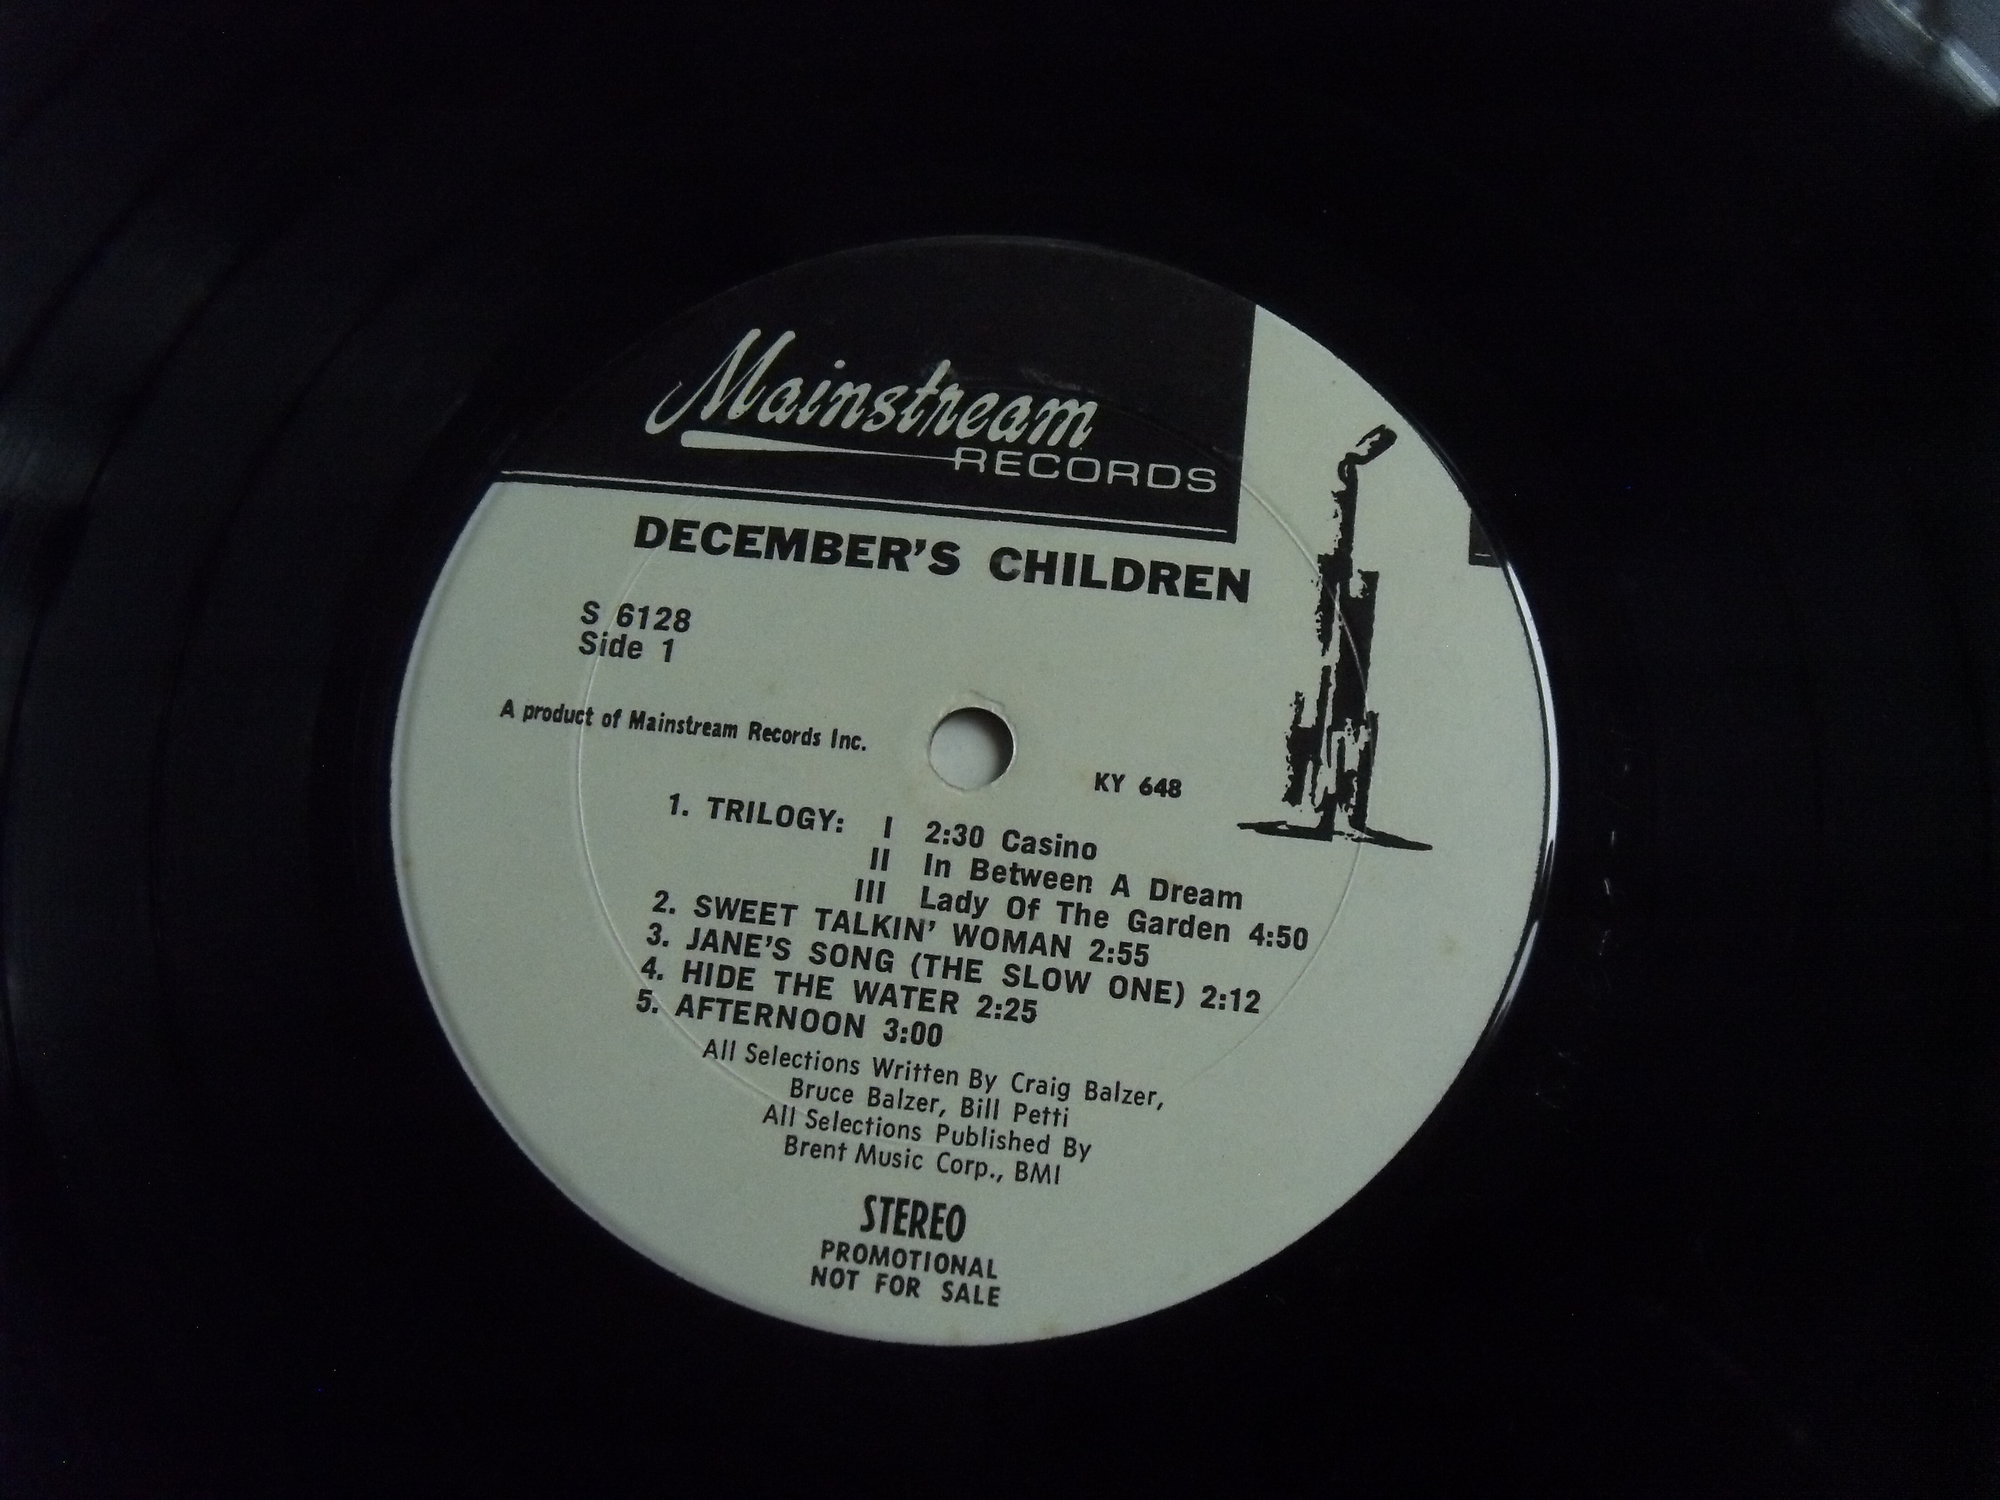 Mainstream
RECORDS
DECEMBER'S CHILDREN
S 6128
Side 1
A product of Mainstream Records Inc.
KY 648
1. TRILOGY: I 2:30 Casino
II In Between A Dream
III Lady Of The Garden 4:50
2. SWEET TALKIN' WOMAN 2:55
3. JANE'S SONG (THE SLOW ONE) 2:12
4. HIDE THE WATER 2:25
5. AFTERNOON 3:00
All Selections Written By Craig Balzer,
Bruce Balzer, Bill Petti
All Selections Published By
Brent Music Corp., BMI
STEREO
PROMOTIONAL
NOT FOR SALE